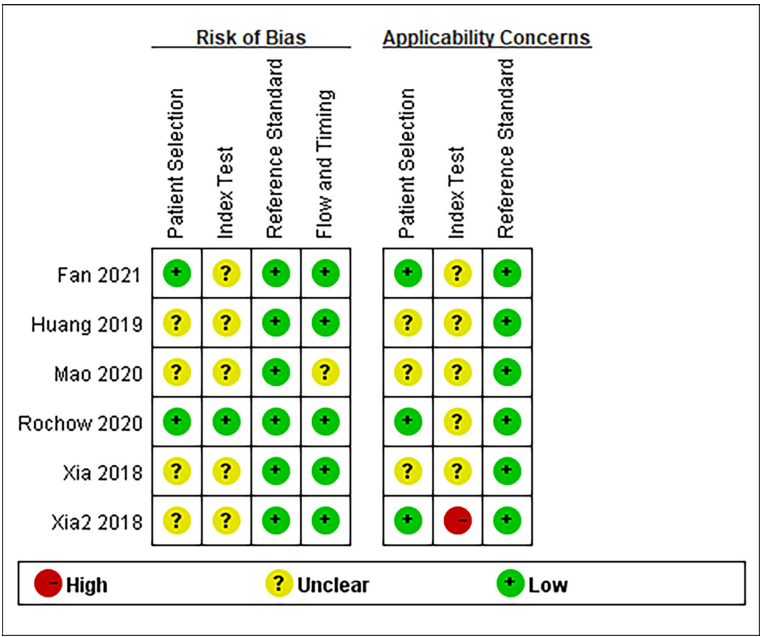 Risk of Bias Applicability Concerns
Patient Selection
Index Test
Reference Standard
Flow and Timing
Patient Selection
Index Test
Reference Standard
Fan 2021 + ? + + + ? +
Huang 2019 ? ? + + ? ? +
Mao 2020 ? ? + ? ? ? +
Rochow 2020 + + + + + ? +
Xia 2018 ? ? + + ? ? +
Xia2 2018 ? ? + + + - +
- High ? Unclear + Low